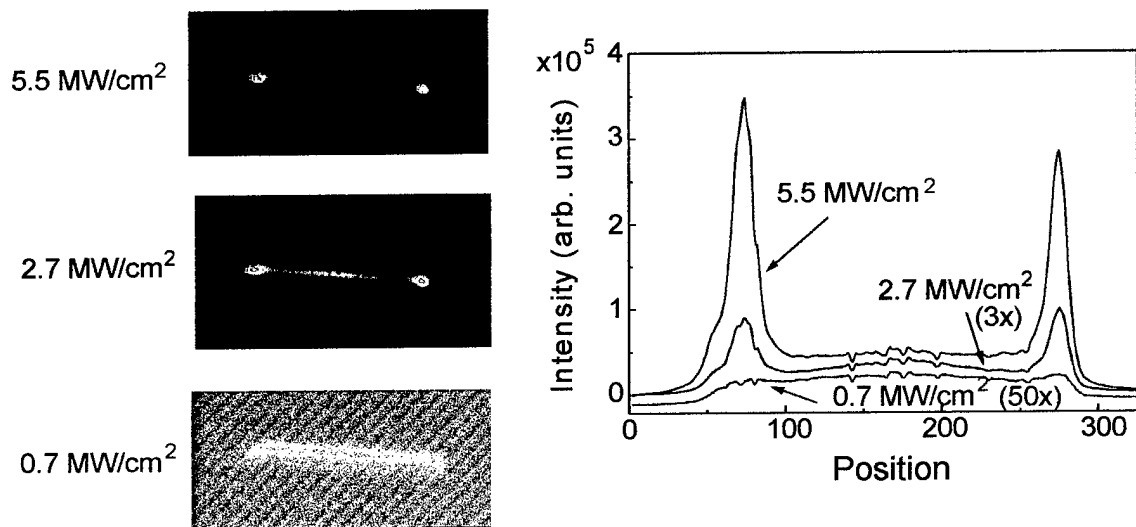 5.5 MW/cm²
2.7 MW/cm²
0.7 MW/cm²
x10⁵
4
3
2
1
0
Intensity (arb. units)
5.5 MW/cm²
2.7 MW/cm²
(3x)
0.7 MW/cm² (50x)
0 100 200 300
Position